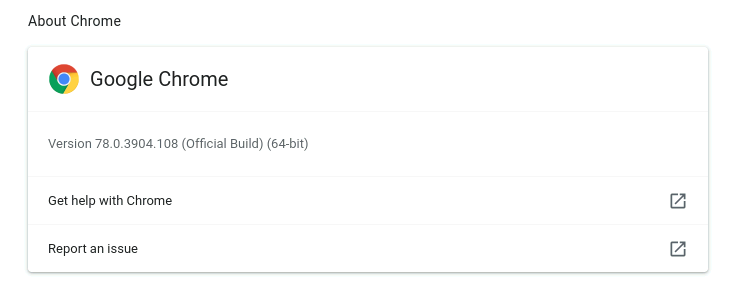 About Chrome
Google Chrome
Version 78.0.3904.108 (Official Build) (64-bit)
Get help with Chrome
Report an issue